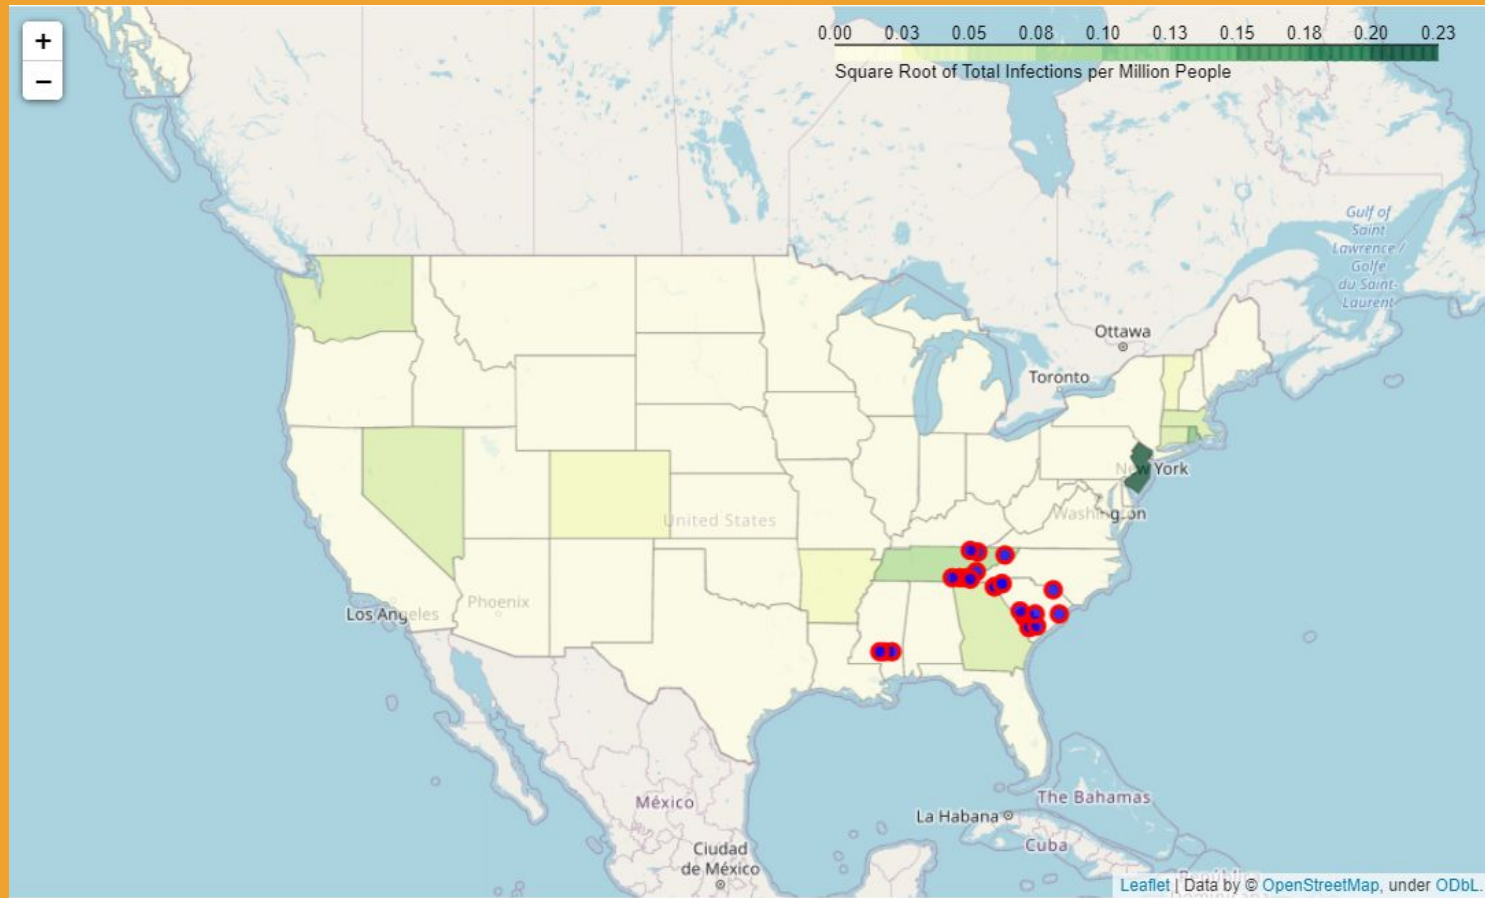 +
−
0.00 0.03 0.05 0.08 0.10 0.13 0.15 0.18 0.20 0.23
Square Root of Total Infections per Million People
Gulf of
Saint
Lawrence /
Golfe
du Saint-
Laurent
Ottawa
Toronto
New York
United States
Washington
Los Angeles
Phoenix
México
The Bahamas
La Habana
Cuba
Ciudad
de México
Leaflet | Data by © OpenStreetMap, under ODbL.